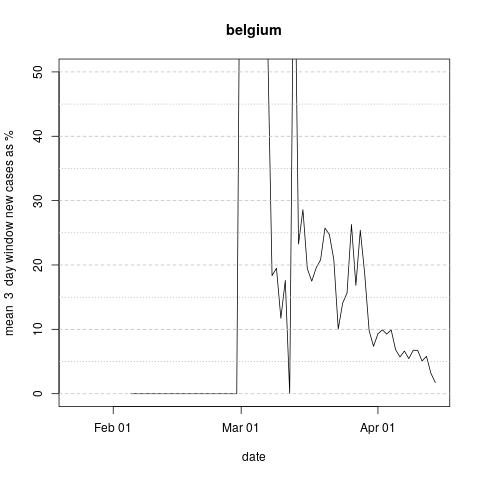 belgium
mean 3 day window new cases as %
50
40
30
20
10
0
Feb 01
Mar 01
Apr 01
date